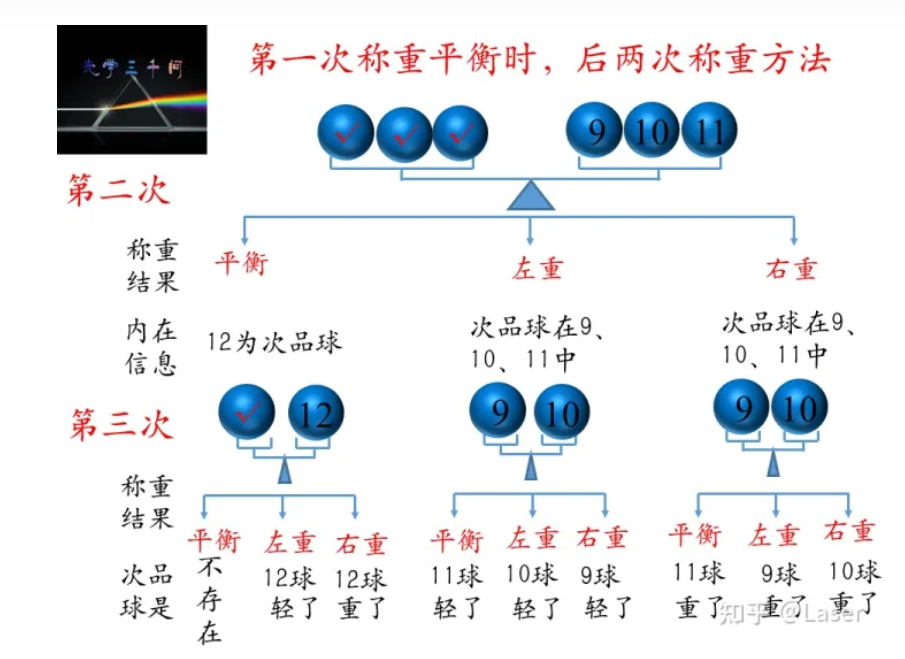 光学三千问
第一次称重平衡时，后两次称重方法
✓ ✓ ✓ 9 10 11
第二次
称重
结果
平衡 左重 右重
内在
信息
12为次品球
次品球在9、
10、11中
次品球在9、
10、11中
第三次
✓ 12 9 10 9 10
称重
结果
平衡 左重 右重 平衡 左重 右重 平衡 左重 右重
次品
球是
不
存
在
12球
轻了
12球
重了
11球
轻了
10球
轻了
9球
轻了
11球
重了
9球
重了
10球
重了
知乎 @Laser